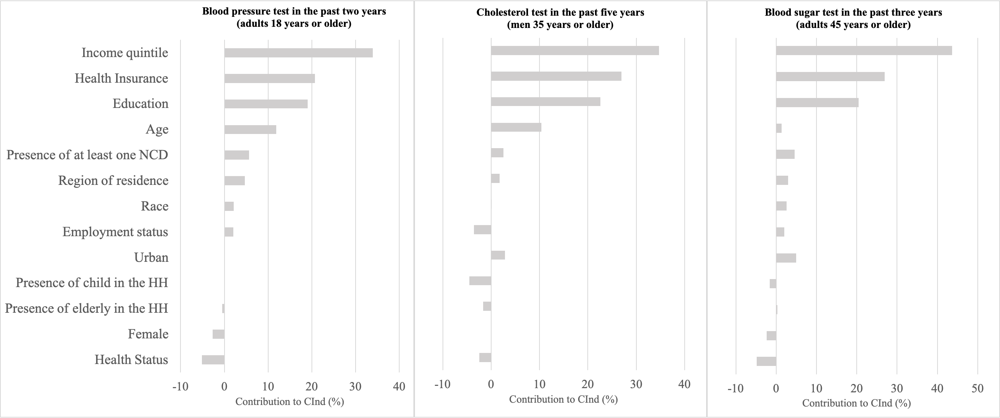 Blood pressure test in the past two years
(adults 18 years or older)
Income quintile
Health Insurance
Education
Age
Presence of at least one NCD
Region of residence
Race
Employment status
Urban
Presence of child in the HH
Presence of elderly in the HH
Female
Health Status
-10 0 10 20 30 40
Contribution to CInd (%)
Cholesterol test in the past five years
(men 35 years or older)
-10 0 10 20 30 40
Contribution to CInd (%)
Blood sugar test in the past three years
(adults 45 years or older)
-10 0 10 20 30 40 50
Contribution to CInd (%)